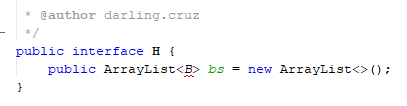 * @author darling.cruz
*/
public interface H {
public ArrayList<B> bs = new ArrayList<>();
}